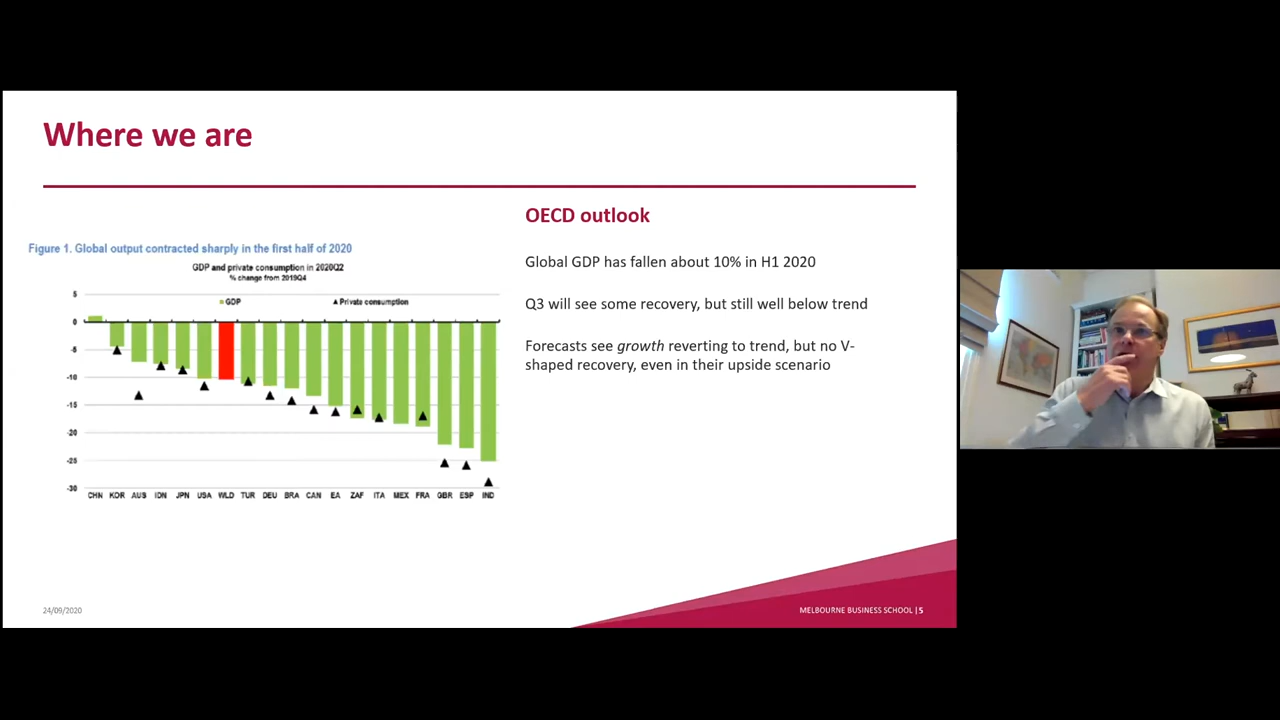 Where we are
OECD outlook
Figure 1. Global output contracted sharply in the first half of 2020
GDP and private consumption in 2020Q2
% change from 2019Q4
GDP
Private consumption
5
0
-5
-10
-15
-20
-25
-30
CHN KOR AUS IDN JPN USA WLD TUR DEU BRA CAN EA ZAF ITA MEX FRA GBR ESP IND
Global GDP has fallen about 10% in H1 2020
Q3 will see some recovery, but still well below trend
Forecasts see growth reverting to trend, but no V-
shaped recovery, even in their upside scenario
24/09/2020
MELBOURNE BUSINESS SCHOOL | 5